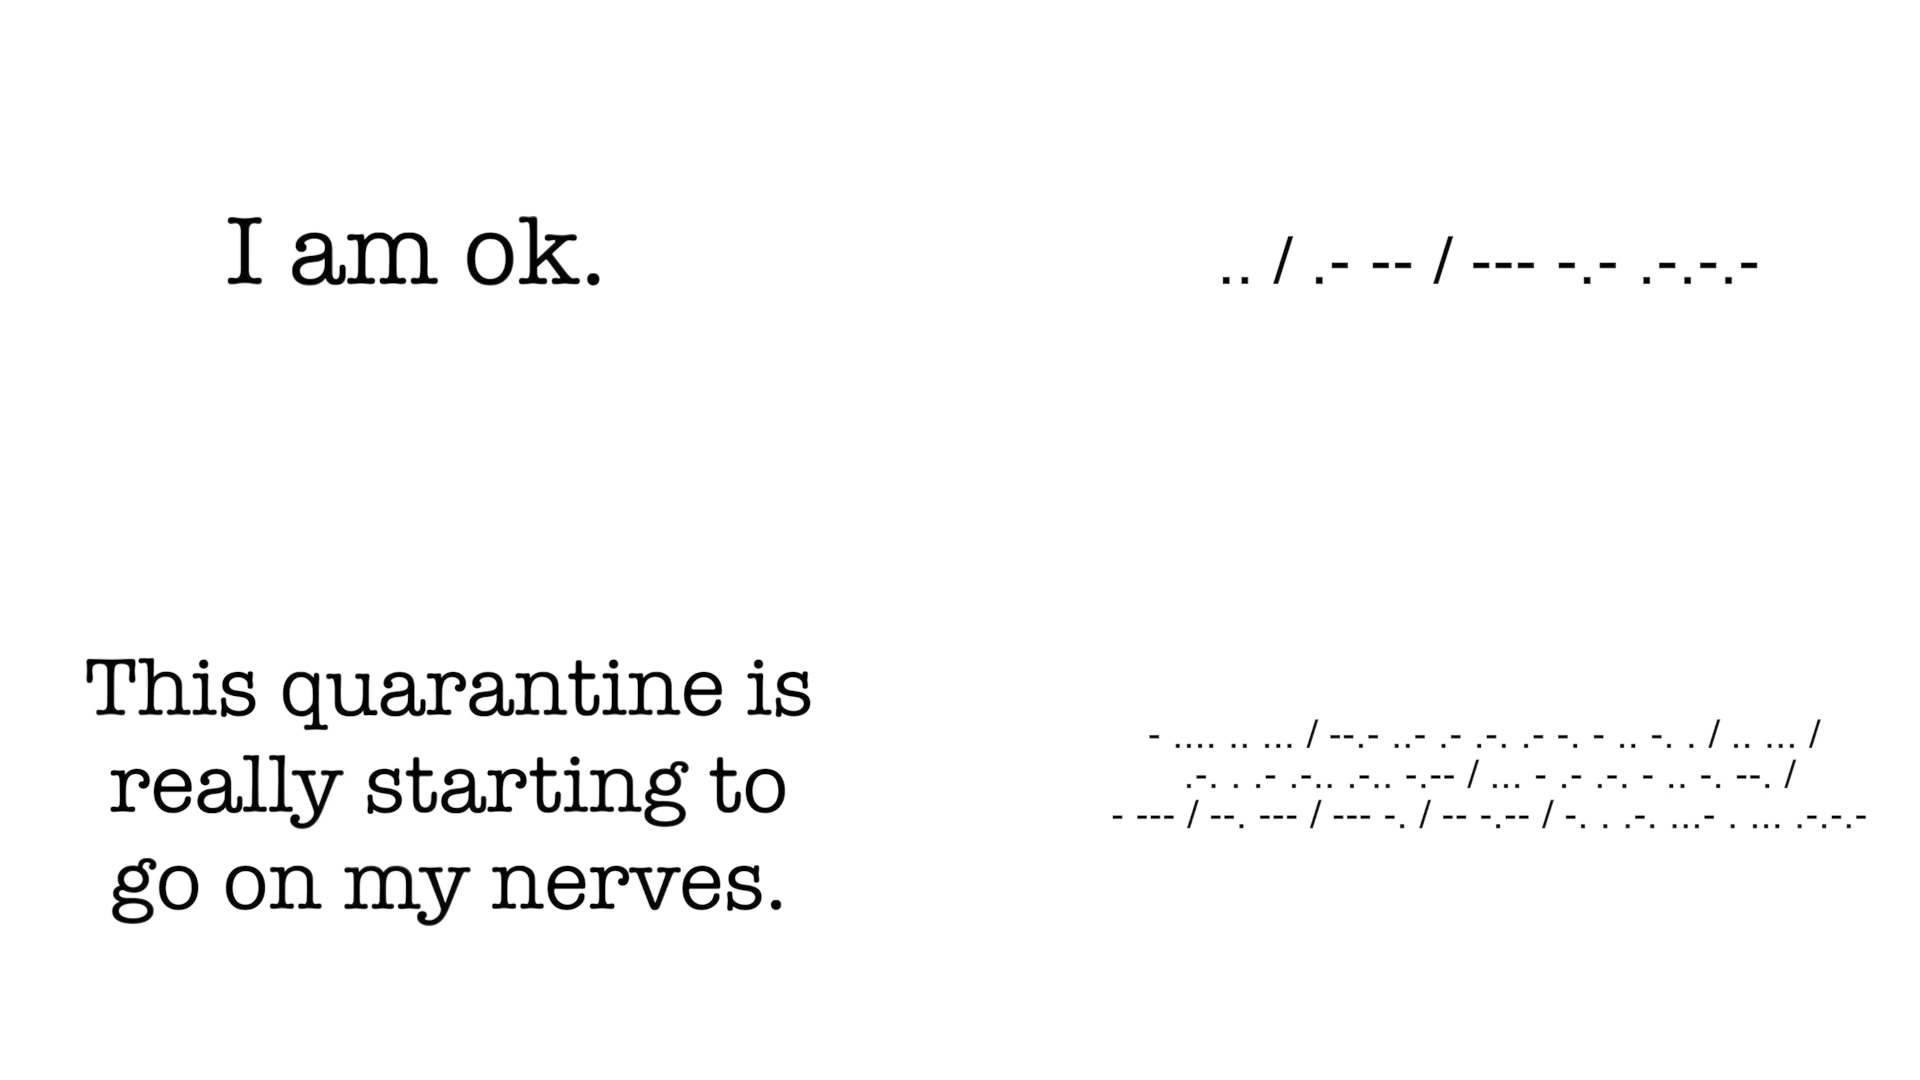 I am ok.
.. / .- -- / --- -.- .-.-.-
This quarantine is
really starting to
go on my nerves.
- .... .. ... / --.- ..- .- .-. .- -. - .. -. . / .. ... /
.-. . .- .-.. .-.. -.-- / ... - .- .-. - .. -. --. /
- --- / --. --- / --- -. / -- -.-- / -. . .-. ...- . ... .-.-.-